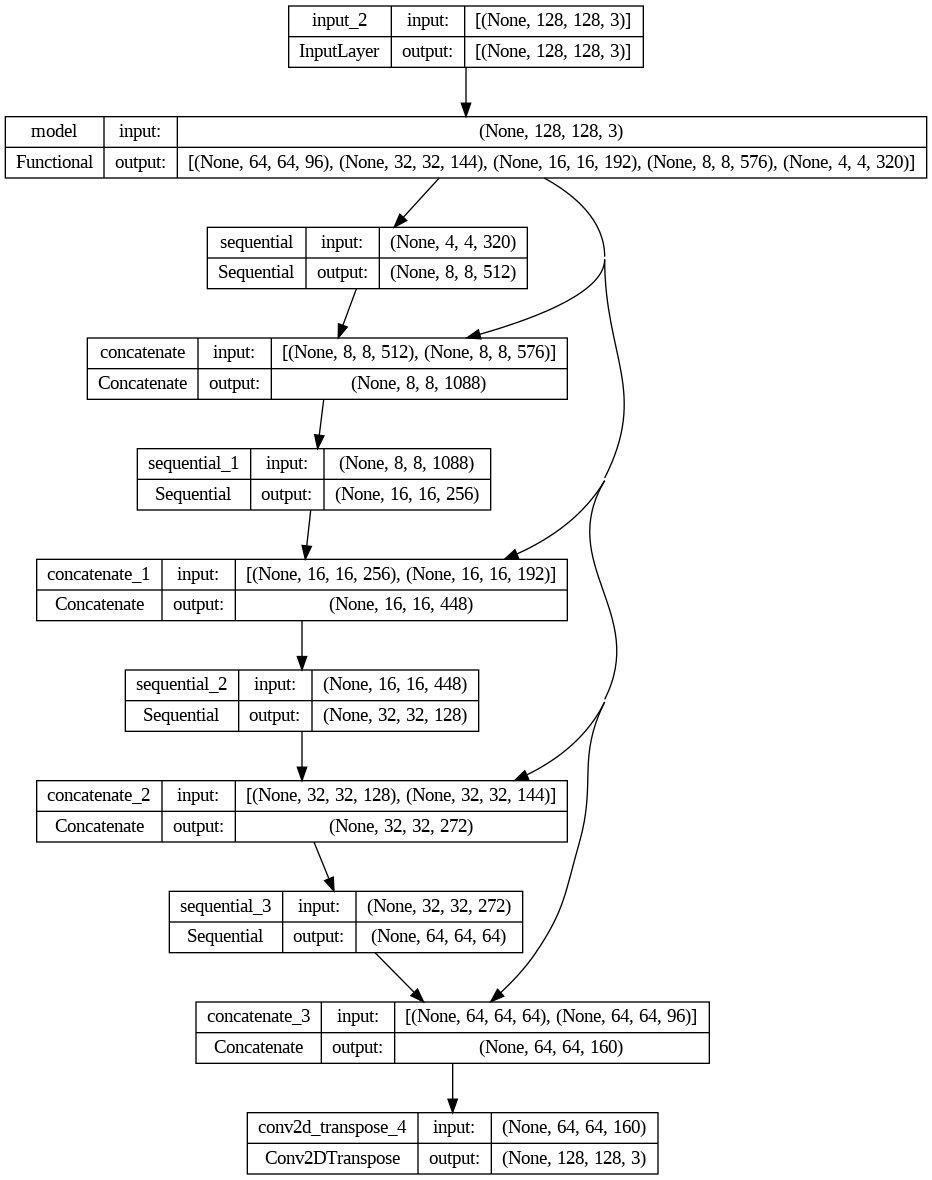 input_2 input: [(None, 128, 128, 3)]
InputLayer output: [(None, 128, 128, 3)]
model input: (None, 128, 128, 3)
Functional output: [(None, 64, 64, 96), (None, 32, 32, 144), (None, 16, 16, 192), (None, 8, 8, 576), (None, 4, 4, 320)]
sequential input: (None, 4, 4, 320)
Sequential output: (None, 8, 8, 512)
concatenate input: [(None, 8, 8, 512), (None, 8, 8, 576)]
Concatenate output: (None, 8, 8, 1088)
sequential_1 input: (None, 8, 8, 1088)
Sequential output: (None, 16, 16, 256)
concatenate_1 input: [(None, 16, 16, 256), (None, 16, 16, 192)]
Concatenate output: (None, 16, 16, 448)
sequential_2 input: (None, 16, 16, 448)
Sequential output: (None, 32, 32, 128)
concatenate_2 input: [(None, 32, 32, 128), (None, 32, 32, 144)]
Concatenate output: (None, 32, 32, 272)
sequential_3 input: (None, 32, 32, 272)
Sequential output: (None, 64, 64, 64)
concatenate_3 input: [(None, 64, 64, 64), (None, 64, 64, 96)]
Concatenate output: (None, 64, 64, 160)
conv2d_transpose_4 input: (None, 64, 64, 160)
Conv2DTranspose output: (None, 128, 128, 3)